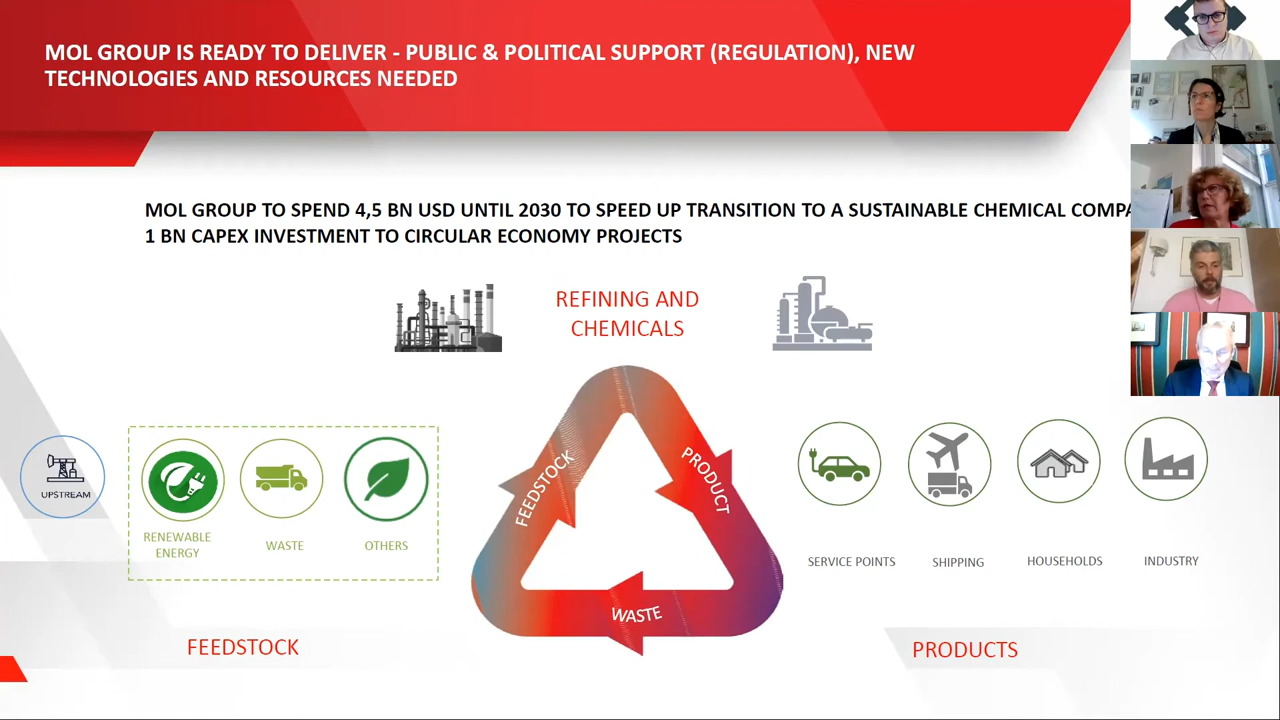 MOL GROUP IS READY TO DELIVER - PUBLIC & POLITICAL SUPPORT (REGULATION), NEW
TECHNOLOGIES AND RESOURCES NEEDED
MOL GROUP TO SPEND 4,5 BN USD UNTIL 2030 TO SPEED UP TRANSITION TO A SUSTAINABLE CHEMICAL
1 BN CAPEX INVESTMENT TO CIRCULAR ECONOMY PROJECTS
REFINING AND
CHEMICALS
FEEDSTOCK
PRODUCT
WASTE
UPSTREAM
RENEWABLE
ENERGY
WASTE
OTHERS
SERVICE POINTS
SHIPPING
HOUSEHOLDS
INDUSTRY
FEEDSTOCK
PRODUCTS